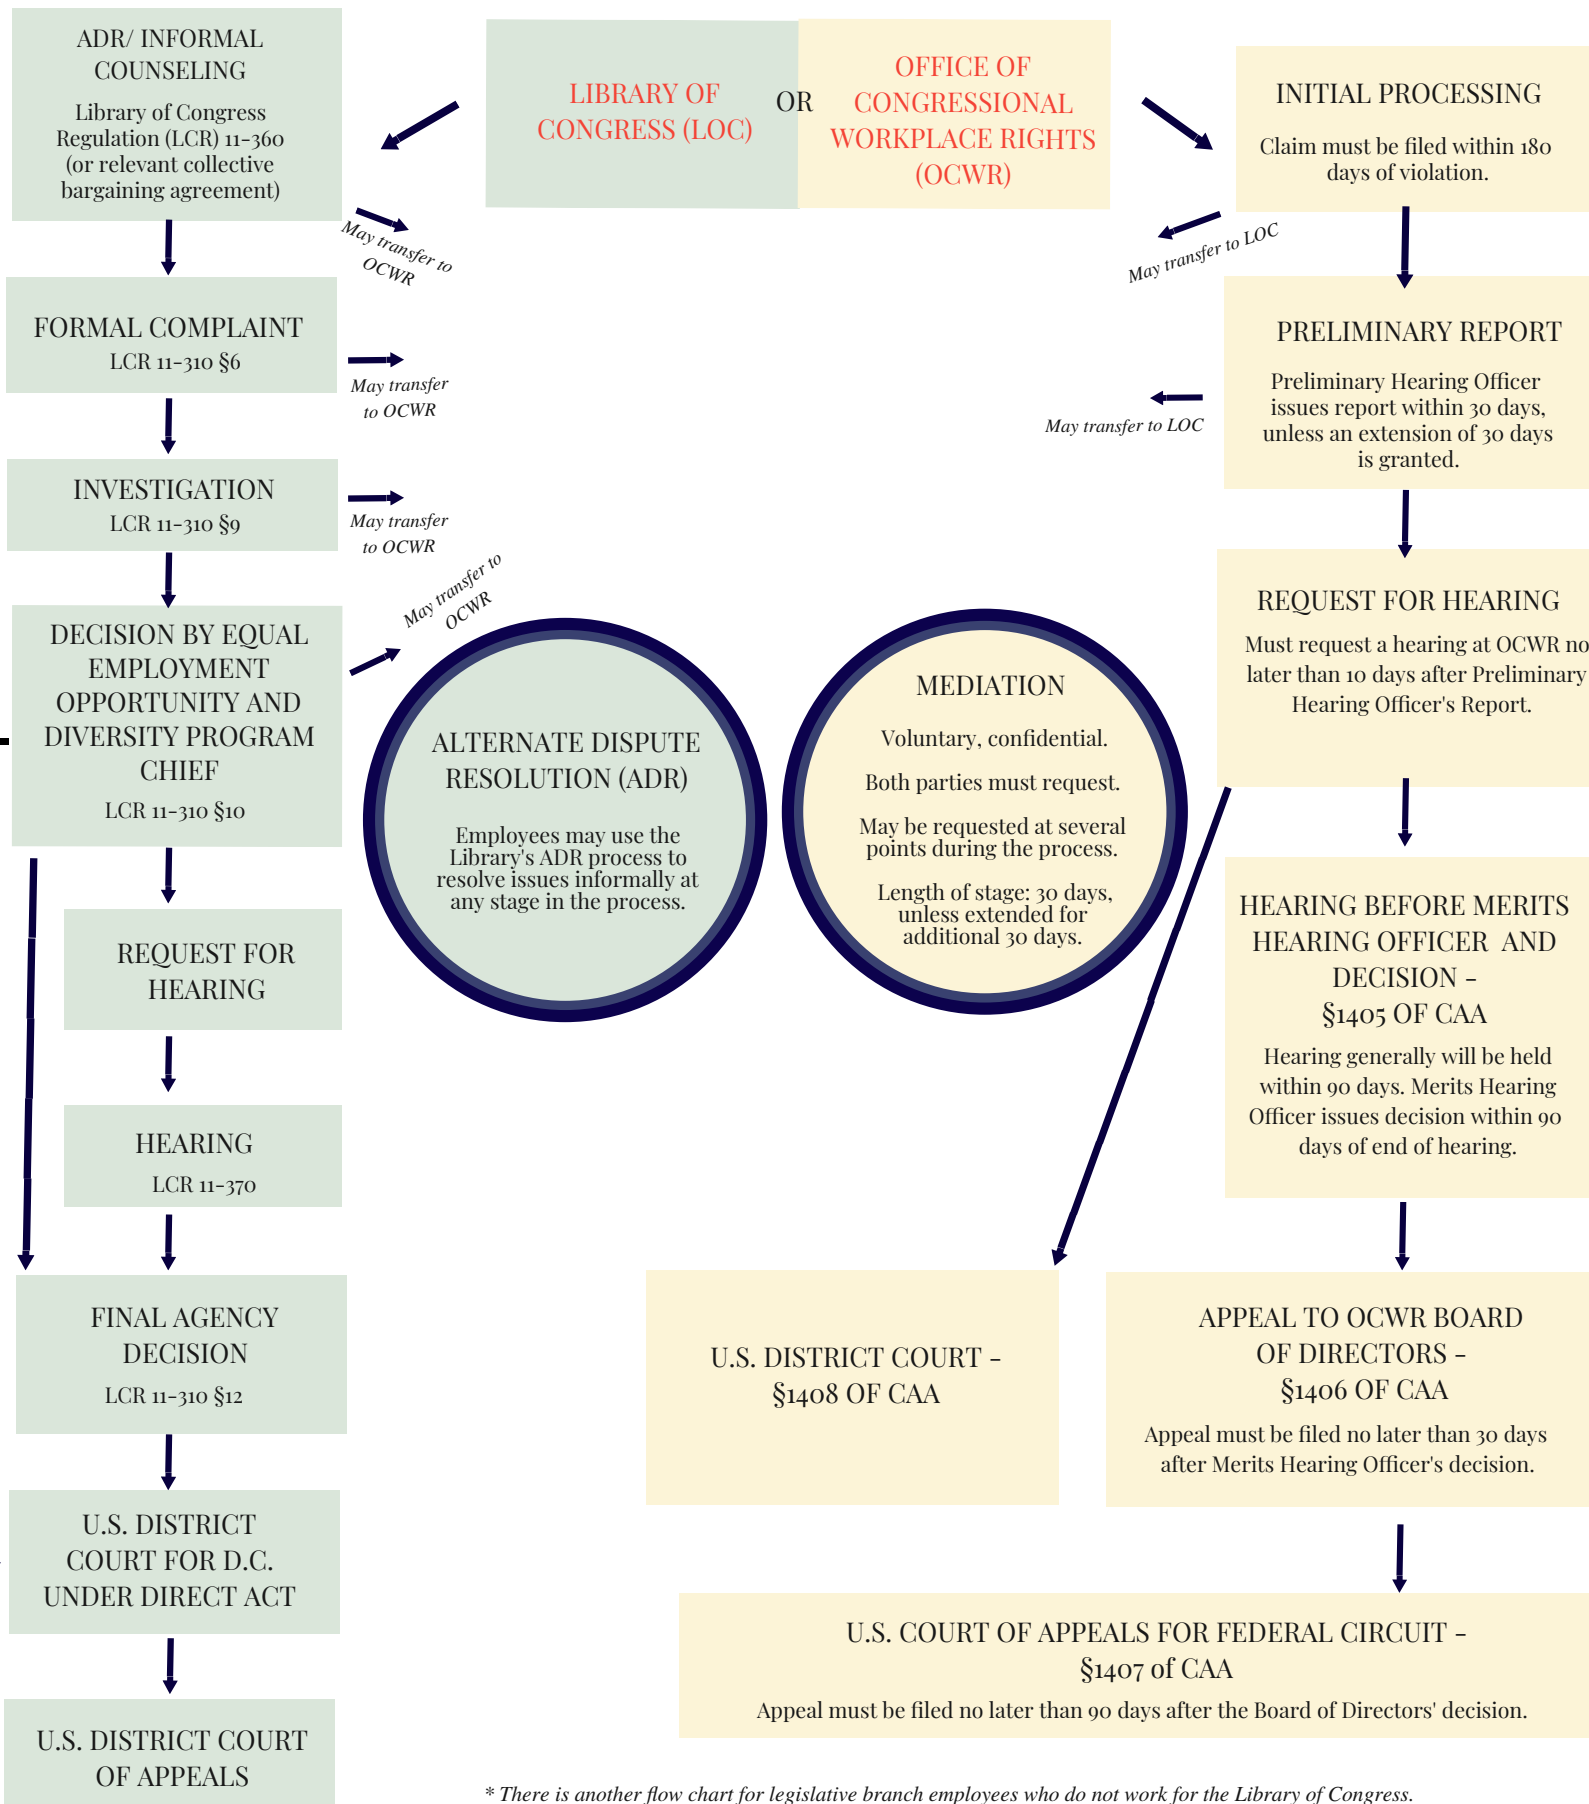 ADR/ INFORMAL
COUNSELING
Library of Congress
Regulation (LCR) 11-360
(or relevant collective
bargaining agreement)
LIBRARY OF
CONGRESS (LOC)
OR
OFFICE OF
CONGRESSIONAL
WORKPLACE RIGHTS
(OCWR)
INITIAL PROCESSING
Claim must be filed within 180
days of violation.
May transfer to
OCWR
May transfer to LOC
FORMAL COMPLAINT
LCR 11-310 §6
May transfer
to OCWR
PRELIMINARY REPORT
Preliminary Hearing Officer
issues report within 30 days,
unless an extension of 30 days
is granted.
May transfer to LOC
INVESTIGATION
LCR 11-310 §9
May transfer
to OCWR
May transfer to
OCWR
DECISION BY EQUAL
EMPLOYMENT
OPPORTUNITY AND
DIVERSITY PROGRAM
CHIEF
LCR 11-310 §10
ALTERNATE DISPUTE
RESOLUTION (ADR)
Employees may use the
Library's ADR process to
resolve issues informally at
any stage in the process.
MEDIATION
Voluntary, confidential.
Both parties must request.
May be requested at several
points during the process.
Length of stage: 30 days,
unless extended for
additional 30 days.
REQUEST FOR HEARING
Must request a hearing at OCWR no
later than 10 days after Preliminary
Hearing Officer's Report.
REQUEST FOR
HEARING
HEARING BEFORE MERITS
HEARING OFFICER AND
DECISION -
§1405 OF CAA
Hearing generally will be held
within 90 days. Merits Hearing
Officer issues decision within 90
days of end of hearing.
HEARING
LCR 11-370
FINAL AGENCY
DECISION
LCR 11-310 §12
U.S. DISTRICT COURT -
§1408 OF CAA
APPEAL TO OCWR BOARD
OF DIRECTORS -
§1406 OF CAA
Appeal must be filed no later than 30 days
after Merits Hearing Officer's decision.
U.S. DISTRICT
COURT FOR D.C.
UNDER DIRECT ACT
U.S. COURT OF APPEALS FOR FEDERAL CIRCUIT -
§1407 of CAA
Appeal must be filed no later than 90 days after the Board of Directors' decision.
U.S. DISTRICT COURT
OF APPEALS
* There is another flow chart for legislative branch employees who do not work for the Library of Congress.